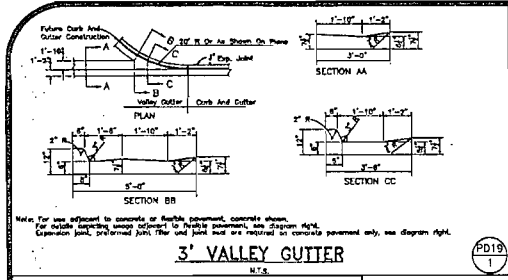 Future Curb And
Gutter Construction
20' R Or As Shown On Plans
Exp. Joint
1'-10"
1'-2"
A
B
C
A
B
C
Valley Gutter
Curb And Gutter
PLAN
1'-10"
1'-2"
3'-0"
SECTION AA
2" R
6"
1'-6"
1'-10"
1'-2"
12"
5'-0"
SECTION BB
2" R
6"
1'-10"
1'-2"
12"
3'-8"
SECTION CC
Note: For use adjacent to concrete or flexible pavement, concrete shown.
For details depicting usage adjacent to flexible pavement, see diagram right.
Expansion joint, preformed joint filler and joint seal are required on concrete pavement only, see diagram right.
3' VALLEY GUTTER
N.T.S.
PD19
1